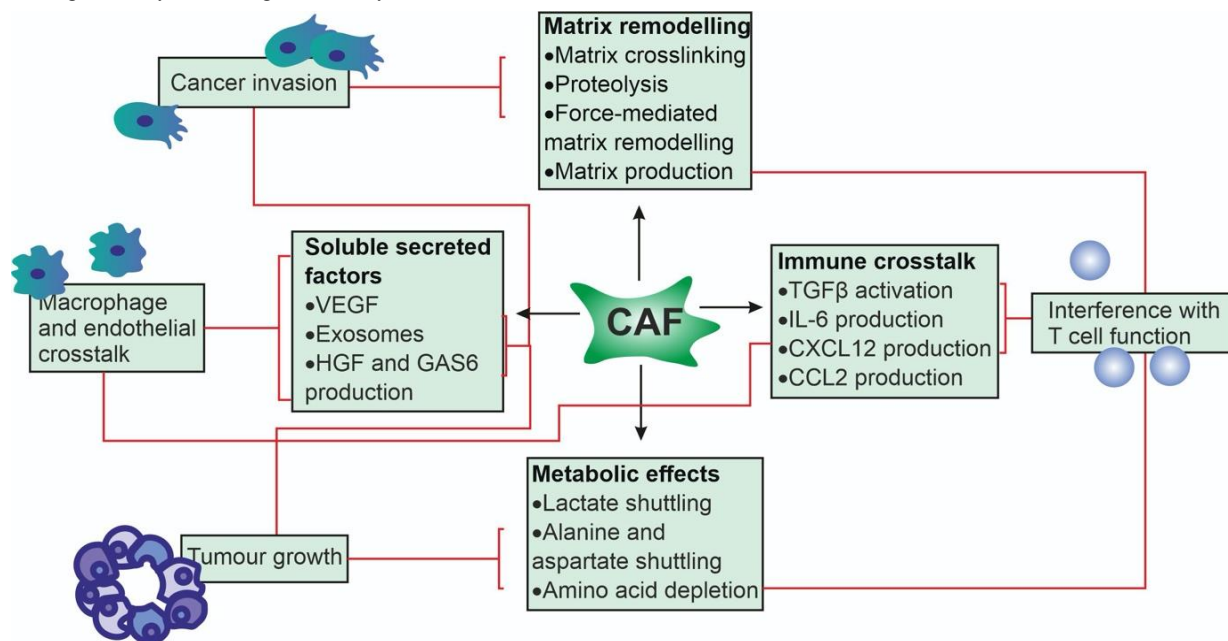 Matrix remodelling
•Matrix crosslinking
•Proteolysis
•Force-mediated
matrix remodelling
•Matrix production
Cancer invasion
Soluble secreted
factors
•VEGF
•Exosomes
•HGF and GAS6
production
Macrophage
and endothelial
crosstalk
CAF
Immune crosstalk
•TGFβ activation
•IL-6 production
•CXCL12 production
•CCL2 production
Interference with
T cell function
Metabolic effects
•Lactate shuttling
•Alanine and
aspartate shuttling
•Amino acid depletion
Tumour growth